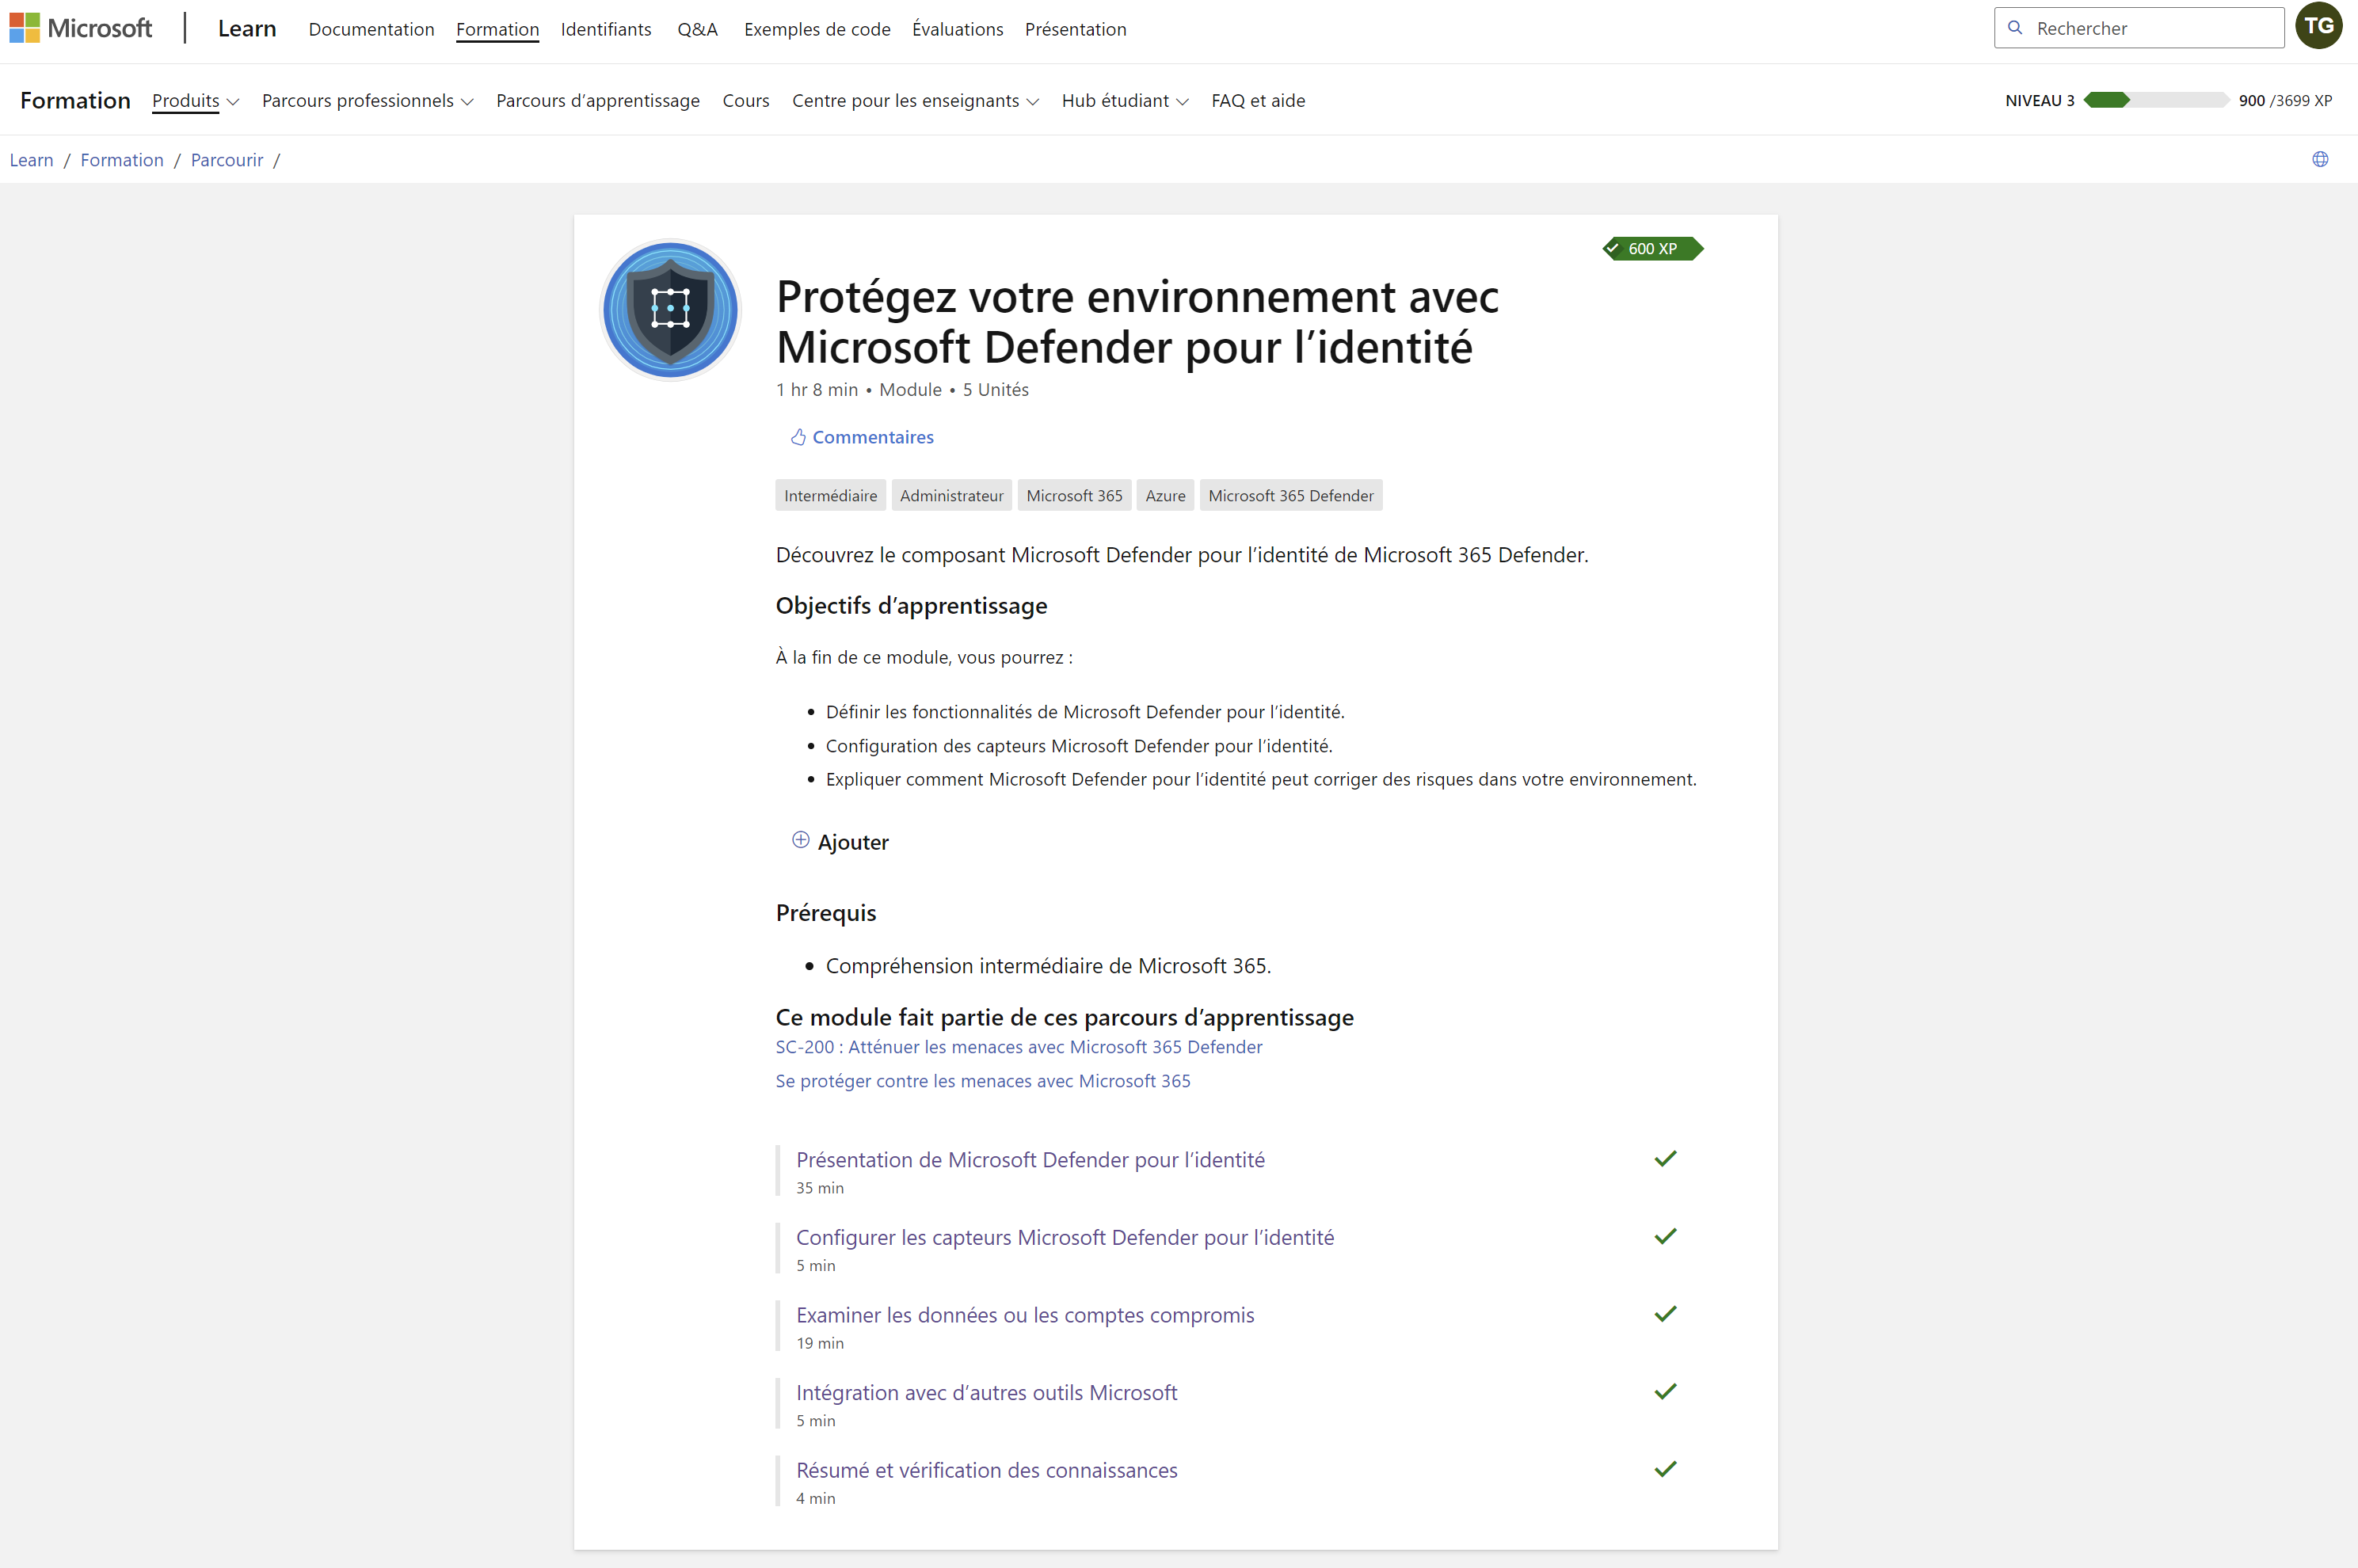 Microsoft | Learn Documentation Formation Identifiants Q&A Exemples de code Évaluations Présentation Rechercher TG
Formation Produits Parcours professionnels Parcours d’apprentissage Cours Centre pour les enseignants Hub étudiant FAQ et aide NIVEAU 3 900 /3699 XP
Learn / Formation / Parcourir /
600 XP
Protégez votre environnement avec
Microsoft Defender pour l’identité
1 hr 8 min • Module • 5 Unités
Commentaires
Intermédiaire Administrateur Microsoft 365 Azure Microsoft 365 Defender
Découvrez le composant Microsoft Defender pour l’identité de Microsoft 365 Defender.
Objectifs d’apprentissage
À la fin de ce module, vous pourrez :
• Définir les fonctionnalités de Microsoft Defender pour l’identité.
• Configuration des capteurs Microsoft Defender pour l’identité.
• Expliquer comment Microsoft Defender pour l’identité peut corriger des risques dans votre environnement.
Ajouter
Prérequis
• Compréhension intermédiaire de Microsoft 365.
Ce module fait partie de ces parcours d’apprentissage
SC-200 : Atténuer les menaces avec Microsoft 365 Defender
Se protéger contre les menaces avec Microsoft 365
Présentation de Microsoft Defender pour l’identité
35 min
Configurer les capteurs Microsoft Defender pour l’identité
5 min
Examiner les données ou les comptes compromis
19 min
Intégration avec d’autres outils Microsoft
5 min
Résumé et vérification des connaissances
4 min